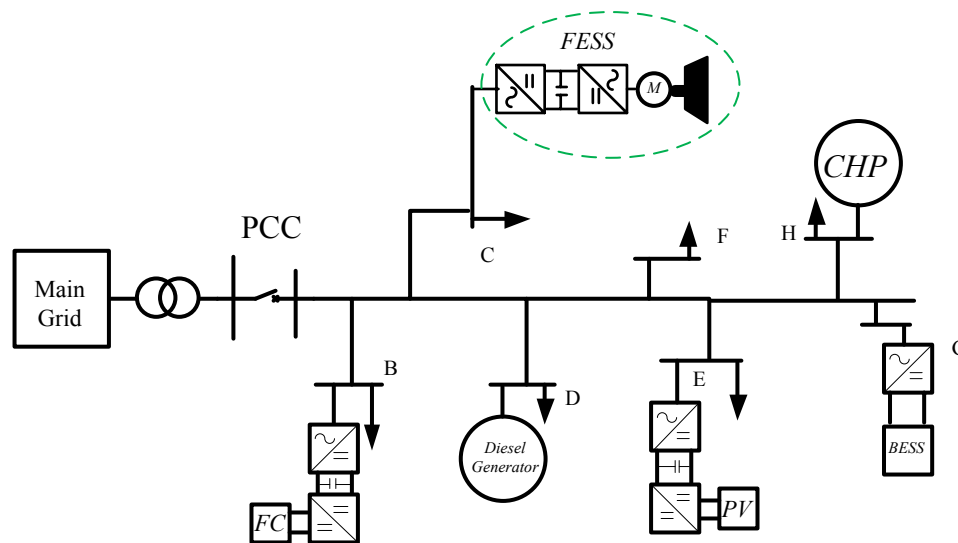 FESS
M
CHP
PCC
C
F
H
Main
Grid
B
D
E
G
Diesel
Generator
BESS
FC
PV